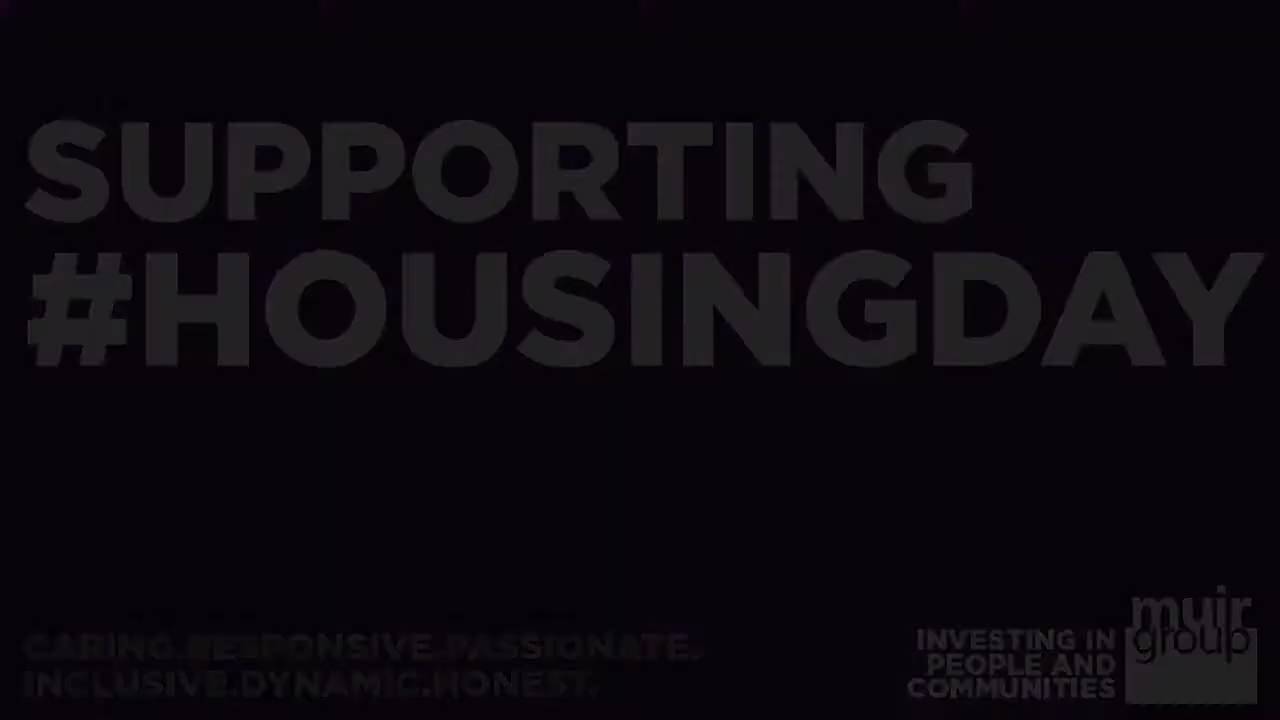 SUPPORTING
#HOUSINGDAY
CARING.RESPONSIVE.PASSIONATE.
INCLUSIVE.DYNAMIC.HONEST.
INVESTING IN
PEOPLE AND
COMMUNITIES
muir
group